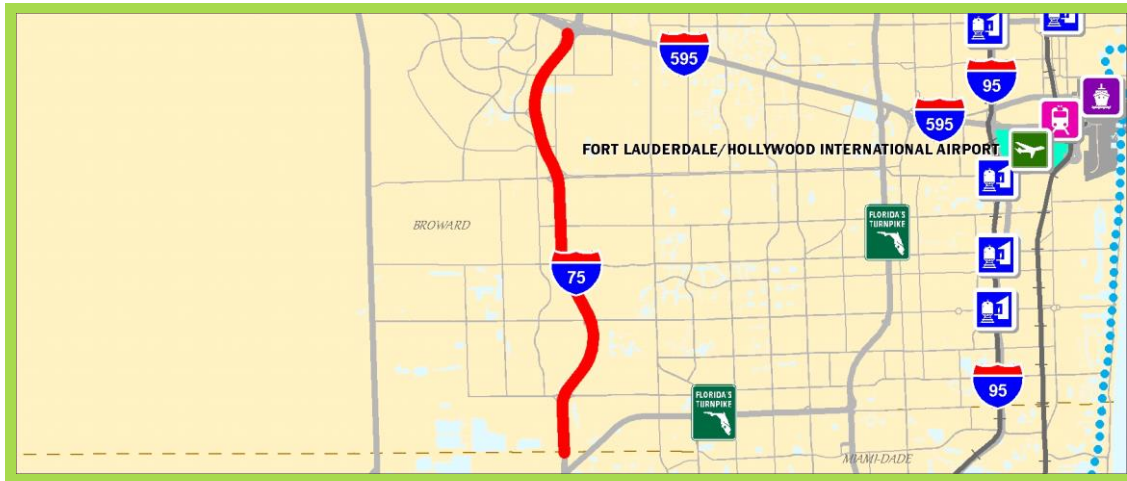 595
95
595
FORT LAUDERDALE/HOLLYWOOD INTERNATIONAL AIRPORT
BROWARD
FLORIDA'S
TURNPIKE
75
95
FLORIDA'S
TURNPIKE
MIAMI-DADE